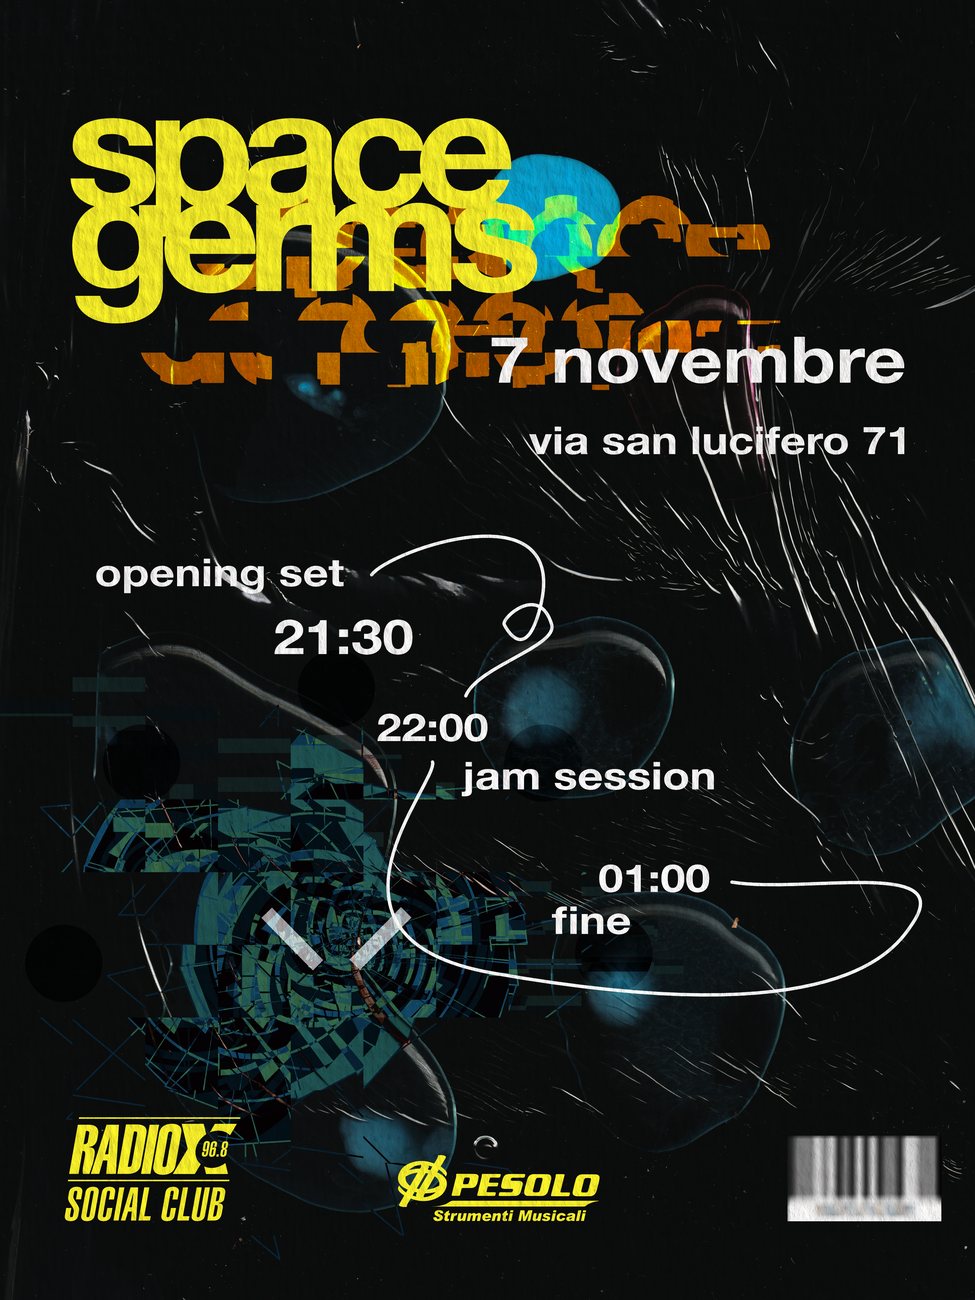 space
germs
7 novembre
via san lucifero 71
opening set
21:30
22:00
jam session
01:00
fine
RADIOX 96.8
SOCIAL CLUB
PESOLO
Strumenti Musicali